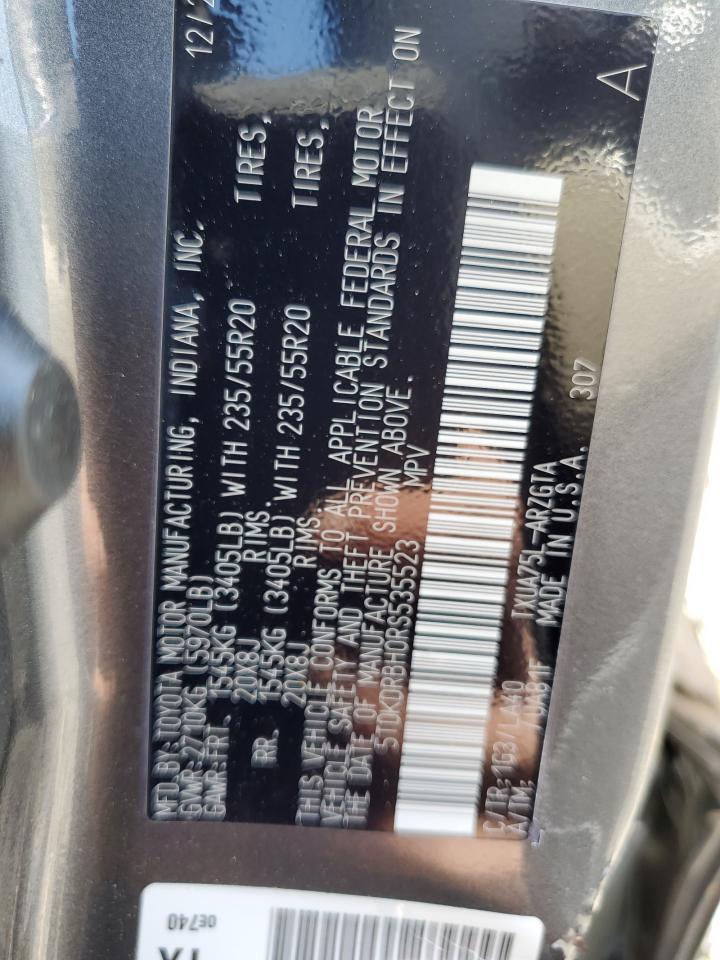 MFD.BY:TOYOTA MOTOR MANUFACTURING, INDIANA, INC. 12/2
GWR:2710KG (5970LB)
GAWR:FRT. 1545KG (3405LB) WITH 235/55R20 TIRES,
20X8J RIMS,
RR. 1545KG (3405LB) WITH 235/55R20 TIRES,
20X8J RIMS.
THIS VEHICLE CONFORMS TO ALL APPLICABLE FEDERAL MOTOR
VEHICLE SAFETY AND THEFT PREVENTION STANDARDS IN EFFECT ON
THE DATE OF MANUFACTURE SHOWN ABOVE.
5TDKDRBH0RS535523 MPV
C/TR:1G3/LA40 TXUA75L-ARZGTA 307 A
A/TM: MADE IN U.S.A.
0E740
TX